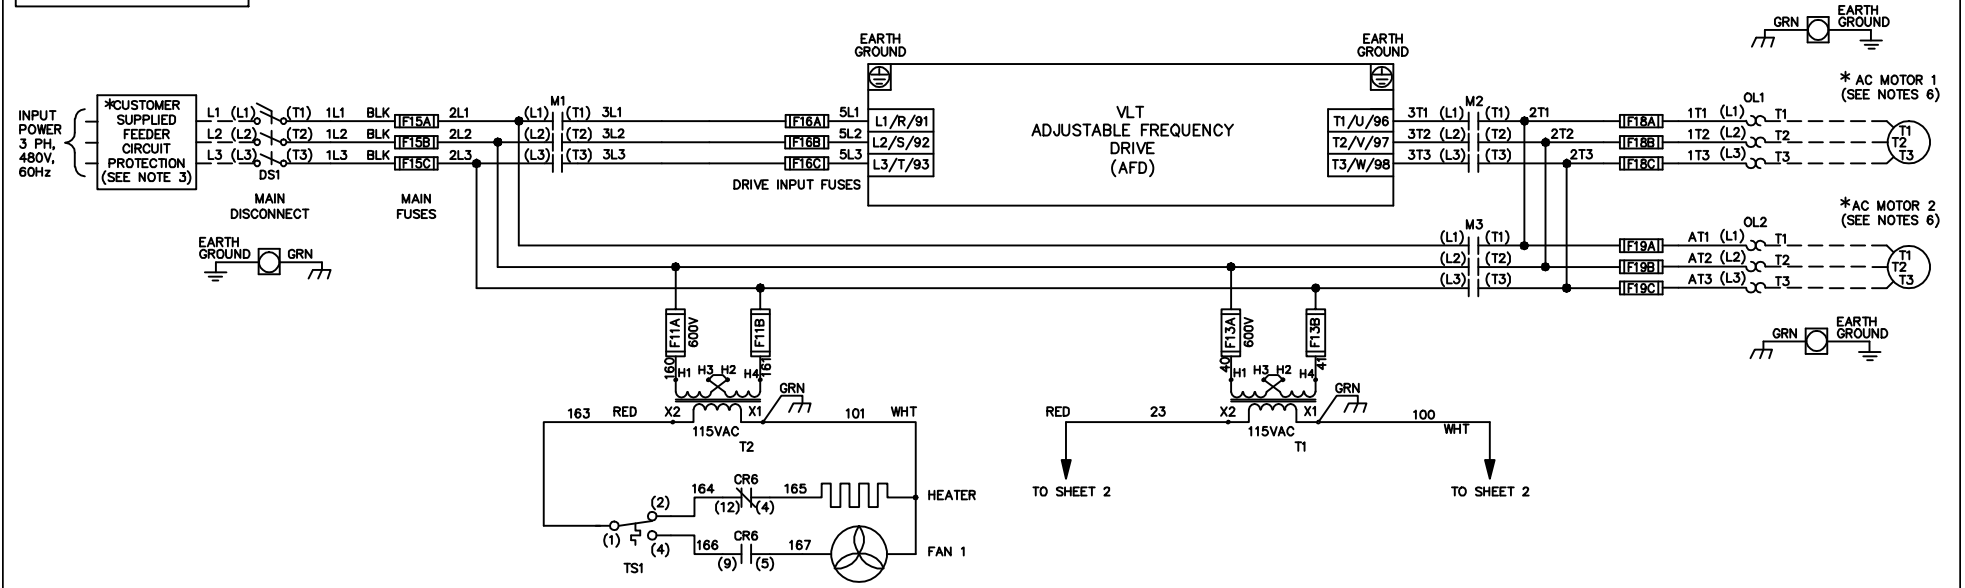 INPUT
POWER
3 PH,
480V,
60Hz
*CUSTOMER
SUPPLIED
FEEDER
CIRCUIT
PROTECTION
(SEE NOTE 3)
L1 (L1) (T1) 1L1 BLK F15A 2L1
L2 (L2) (T2) 1L2 BLK F15B 2L2
L3 (L3) (T3) 1L3 BLK F15C 2L3
DS1
MAIN
DISCONNECT
MAIN
FUSES
EARTH
GROUND
GRN
M1
(L1) (T1) 3L1 F16A 5L1
(L2) (T2) 3L2 F16B 5L2
(L3) (T3) 3L3 F16C 5L3
DRIVE INPUT FUSES
EARTH
GROUND
L1/R/91
L2/S/92
L3/T/93
VLT
ADJUSTABLE FREQUENCY
DRIVE
(AFD)
EARTH
GROUND
T1/U/96
T2/V/97
T3/W/98
M2
3T1 (L1) (T1) 2T1 F18A 1T1 (L1) T1
3T2 (L2) (T2) 2T2 F18B 1T2 (L2) T2
3T3 (L3) (T3) 2T3 F18C 1T3 (L3) T3
OL1
GRN
EARTH
GROUND
* AC MOTOR 1
(SEE NOTES 6)
T1
T2
T3
M3
(L1) (T1) F19A AT1 (L1) T1
(L2) (T2) F19B AT2 (L2) T2
(L3) (T3) F19C AT3 (L3) T3
OL2
*AC MOTOR 2
(SEE NOTES 6)
T1
T2
T3
GRN
EARTH
GROUND
F11A
600V
F11B
160
161
H1 H3 H2 H4
GRN
163 RED X2 X1 101 WHT
115VAC
T2
164 CR6 165
(12) (4)
HEATER
(2)
(1)
(4)
TS1
166 CR6 167
(9) (5)
FAN 1
F13A
600V
F13B
40
41
H1 H3 H2 H4
GRN
RED 23 X2 X1 100
WHT
115VAC
T1
TO SHEET 2
TO SHEET 2